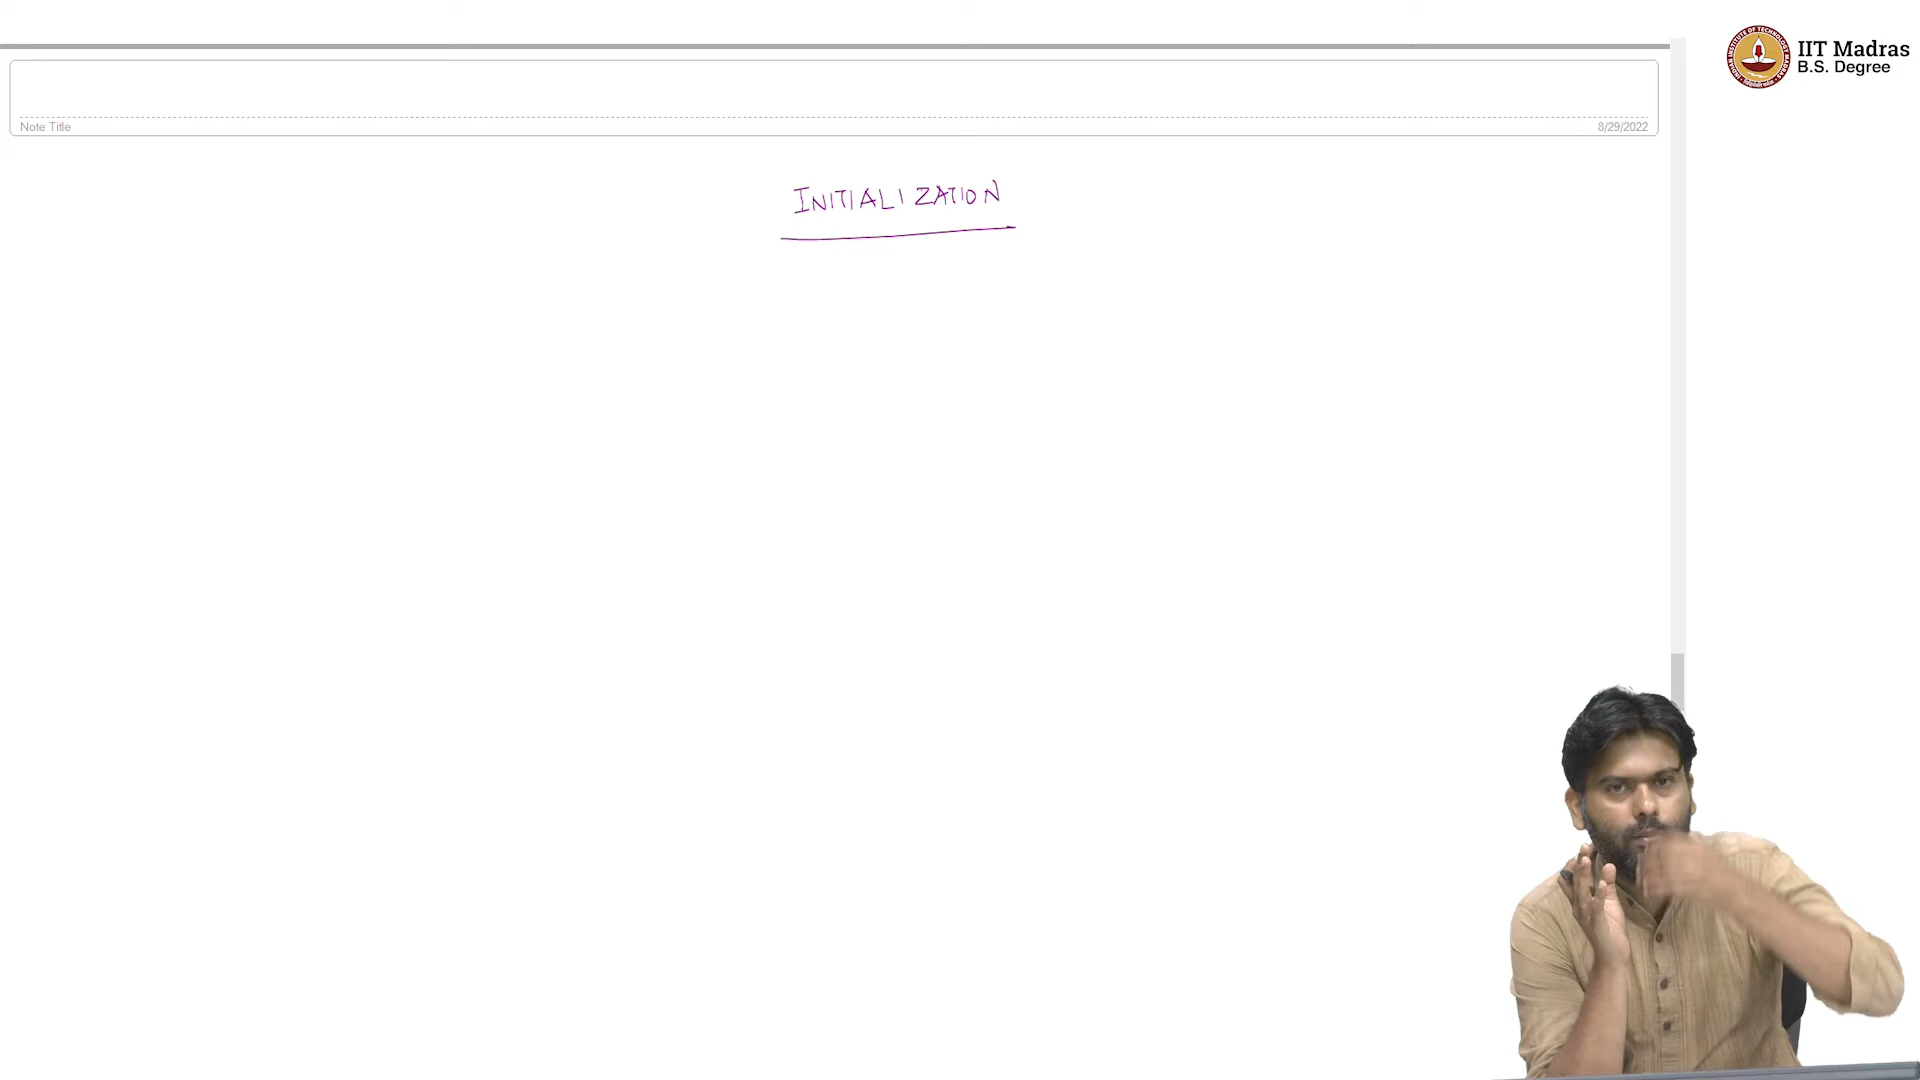 IIT Madras
B.S. Degree
Note Title
8/29/2022
INITIALIZATION